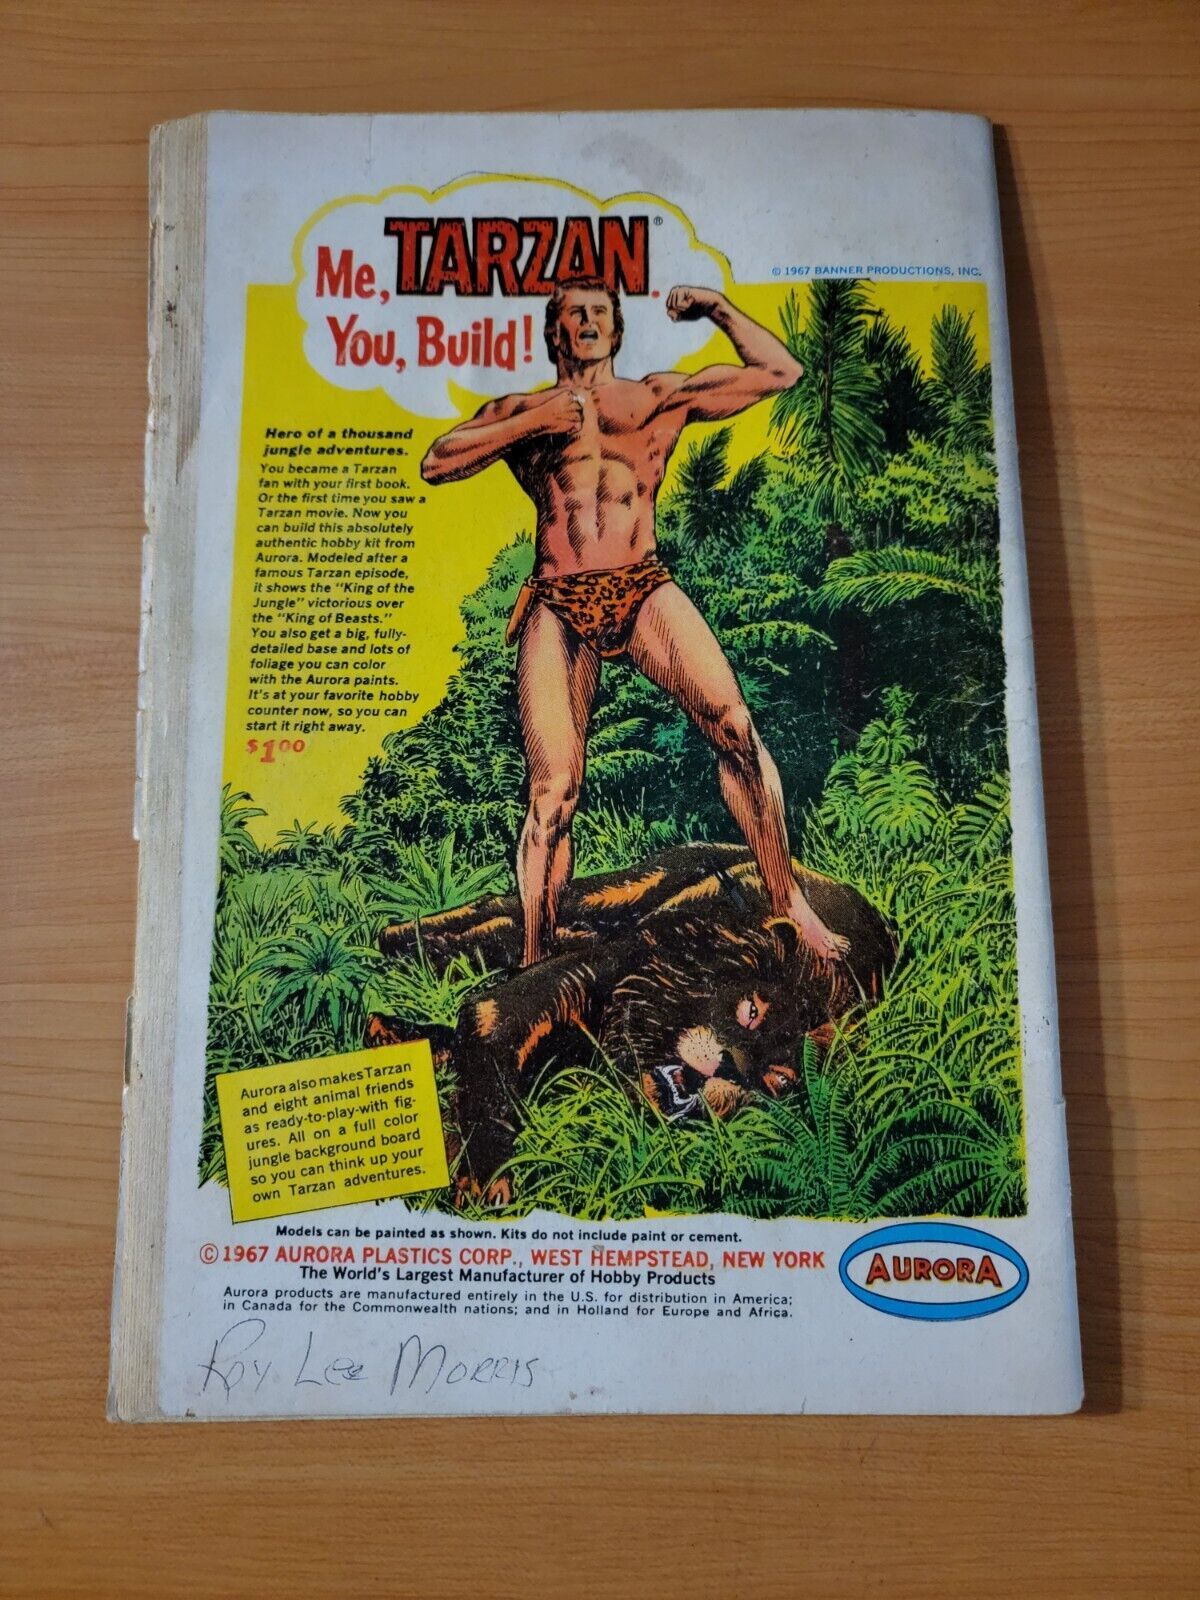 Me, TARZAN®.
You, Build!
© 1967 BANNER PRODUCTIONS, INC.
Hero of a thousand
jungle adventures.
You became a Tarzan
fan with your first book.
Or the first time you saw a
Tarzan movie. Now you
can build this absolutely
authentic hobby kit from
Aurora. Modeled after a
famous Tarzan episode,
it shows the "King of the
Jungle" victorious over
the "King of Beasts."
You also get a big, fully-
detailed base and lots of
foliage you can color
with the Aurora paints.
It's at your favorite hobby
counter now, so you can
start it right away.
$1.00
Aurora also makes Tarzan
and eight animal friends
as ready-to-play-with fig-
ures. All on a full color
jungle background board
so you can think up your
own Tarzan adventures.
Models can be painted as shown. Kits do not include paint or cement.
© 1967 AURORA PLASTICS CORP., WEST HEMPSTEAD, NEW YORK
The World's Largest Manufacturer of Hobby Products
Aurora products are manufactured entirely in the U.S. for distribution in America;
in Canada for the Commonwealth nations; and in Holland for Europe and Africa.
AURORA
Roy Lee Morris